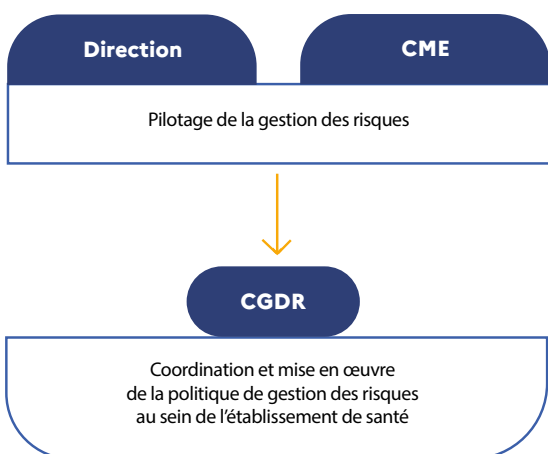 Direction
CME
Pilotage de la gestion des risques
CGDR
Coordination et mise en œuvre
de la politique de gestion des risques
au sein de l’établissement de santé